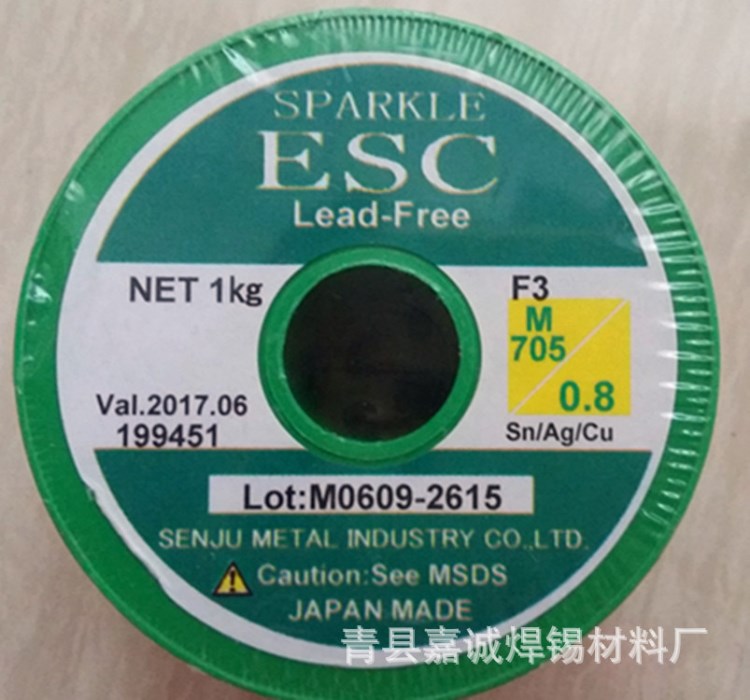 SPARKLE
ESC
Lead-Free
NET 1kg
F3
M
705
0.8
Val.2017.06
199451
Sn/Ag/Cu
Lot:M0609-2615
SENJU METAL INDUSTRY CO.,LTD.
Caution:See MSDS
JAPAN MADE
青县嘉诚焊锡材料厂